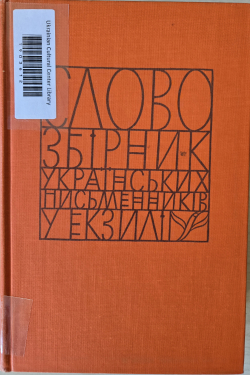 Ukrainian Cultural Center Library
СЛОВО
ЗБІРНИК
УКРАЇНСЬКИХ
ПИСЬМЕННИКІВ
У ЕКЗИЛІ